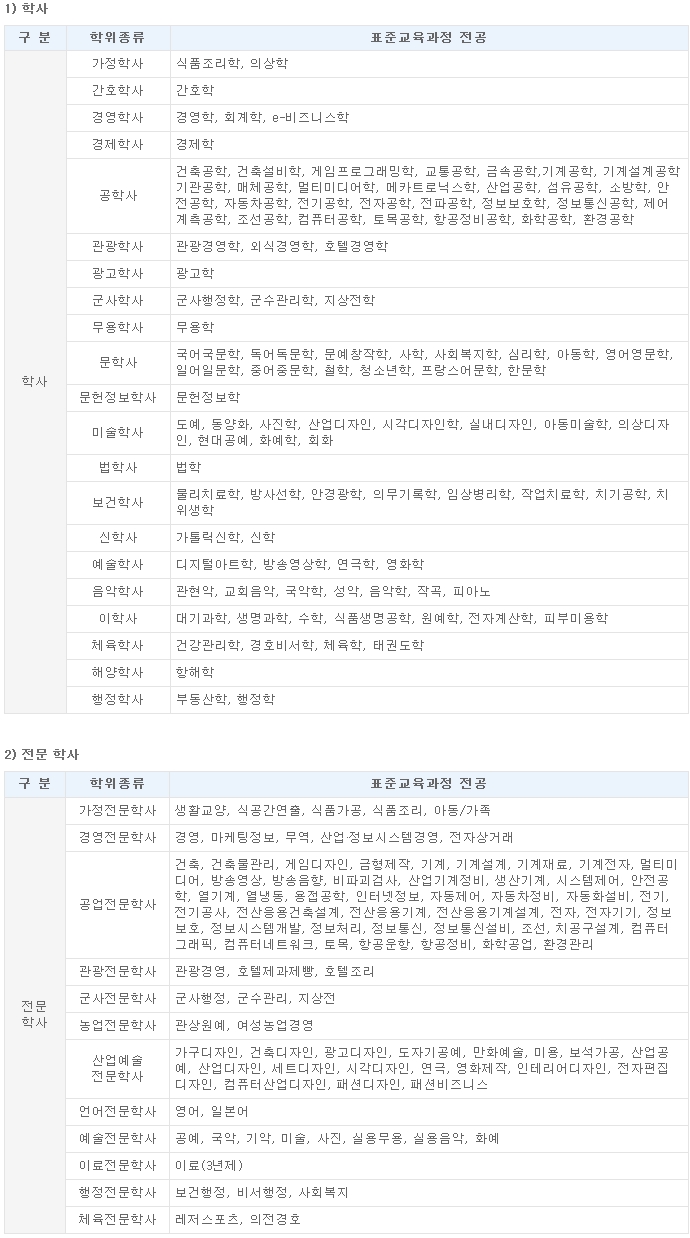 1) 학사
구 분 학위종류 표준교육과정 전공
학사
가정학사 식품조리학, 의상학
간호학사 간호학
경영학사 경영학, 회계학, e-비즈니스학
경제학사 경제학
공학사
건축공학, 건축설비학, 게임프로그래밍학, 교통공학, 금속공학,기계공학, 기계설계공학
기관공학, 매체공학, 멀티미디어학, 메카트로닉스학, 산업공학, 섬유공학, 소방학, 안
전공학, 자동차공학, 전기공학, 전자공학, 전파공학, 정보보호학, 정보통신공학, 제어
계측공학, 조선공학, 컴퓨터공학, 토목공학, 항공정비공학, 화학공학, 환경공학
관광학사 관광경영학, 외식경영학, 호텔경영학
광고학사 광고학
군사학사 군사행정학, 군수관리학, 지상전학
무용학사 무용학
문학사
국어국문학, 독어독문학, 문예창작학, 사학, 사회복지학, 심리학, 아동학, 영어영문학,
일어일문학, 중어중문학, 철학, 청소년학, 프랑스어문학, 한문학
문헌정보학사 문헌정보학
미술학사
도예, 동양화, 사진학, 산업디자인, 시각디자인학, 실내디자인, 아동미술학, 의상디자
인, 현대공예, 화예학, 회화
법학사 법학
보건학사
물리치료학, 방사선학, 안경광학, 의무기록학, 임상병리학, 작업치료학, 치기공학, 치
위생학
신학사 가톨릭신학, 신학
예술학사 디지털아트학, 방송영상학, 연극학, 영화학
음악학사 관현악, 교회음악, 국악학, 성악, 음악학, 작곡, 피아노
이학사 대기과학, 생명과학, 수학, 식품생명공학, 원예학, 전자계산학, 피부미용학
체육학사 건강관리학, 경호비서학, 체육학, 태권도학
해양학사 항해학
행정학사 부동산학, 행정학
2) 전문 학사
구 분 학위종류 표준교육과정 전공
전문
학사
가정전문학사 생활교양, 식공간연출, 식품가공, 식품조리, 아동/가족
경영전문학사 경영, 마케팅정보, 무역, 산업·정보시스템경영, 전자상거래
공업전문학사
건축, 건축물관리, 게임디자인, 금형제작, 기계, 기계설계, 기계재료, 기계전자, 멀티미
디어, 방송영상, 방송음향, 비파괴검사, 산업기계정비, 생산기계, 시스템제어, 안전공
학, 열기계, 열냉동, 용접공학, 인터넷정보, 자동제어, 자동차정비, 자동화설비, 전기,
전기공사, 전산응용건축설계, 전산응용기계, 전산응용기계설계, 전자, 전자기기, 정보
보호, 정보시스템개발, 정보처리, 정보통신, 정보통신설비, 조선, 치공구설계, 컴퓨터
그래픽, 컴퓨터네트워크, 토목, 항공운항, 항공정비, 화학공업, 환경관리
관광전문학사 관광경영, 호텔제과제빵, 호텔조리
군사전문학사 군사행정, 군수관리, 지상전
농업전문학사 관상원예, 여성농업경영
산업예술
전문학사
가구디자인, 건축디자인, 광고디자인, 도자기공예, 만화예술, 미용, 보석가공, 산업공
예, 산업디자인, 세트디자인, 시각디자인, 연극, 영화제작, 인테리어디자인, 전자편집
디자인, 컴퓨터산업디자인, 패션디자인, 패션비즈니스
언어전문학사 영어, 일본어
예술전문학사 공예, 국악, 기악, 미술, 사진, 실용무용, 실용음악, 화예
이료전문학사 이료(3년제)
행정전문학사 보건행정, 비서행정, 사회복지
체육전문학사 레저스포츠, 의전경호